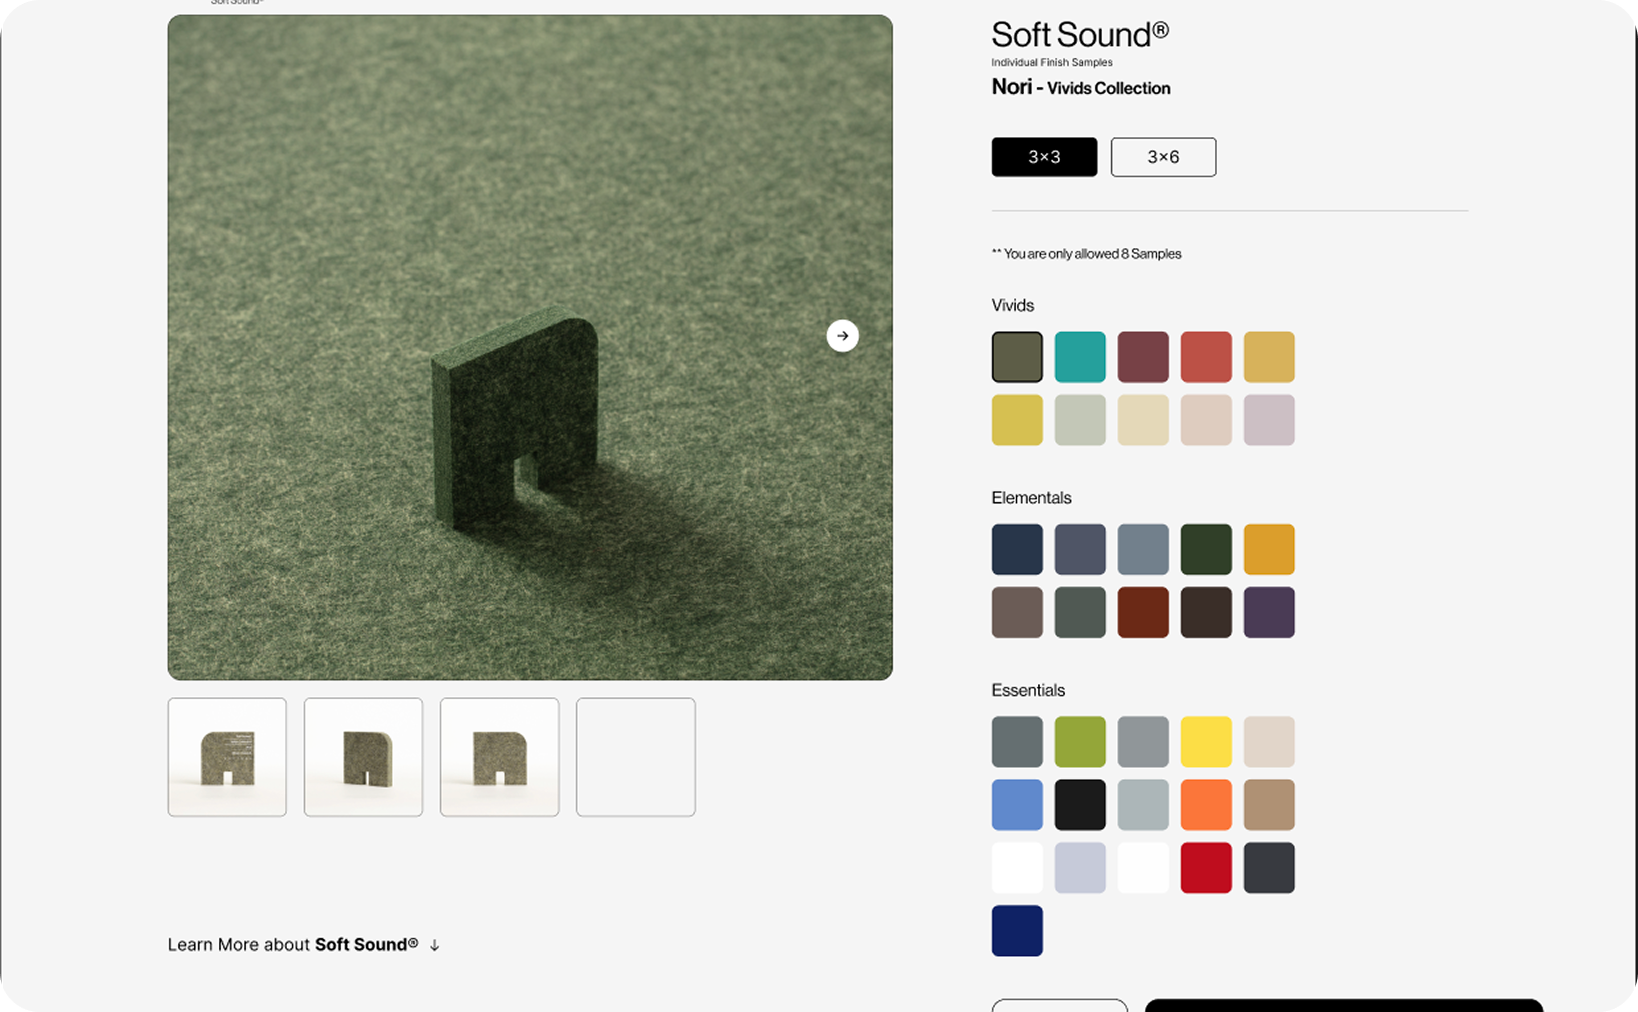 Soft Sound®
Soft Sound®
Individual Finish Samples
Nori - Vivids Collection
3×3
3×6
** You are only allowed 8 Samples
Vivids
Elementals
Essentials
Learn More about Soft Sound® ↓